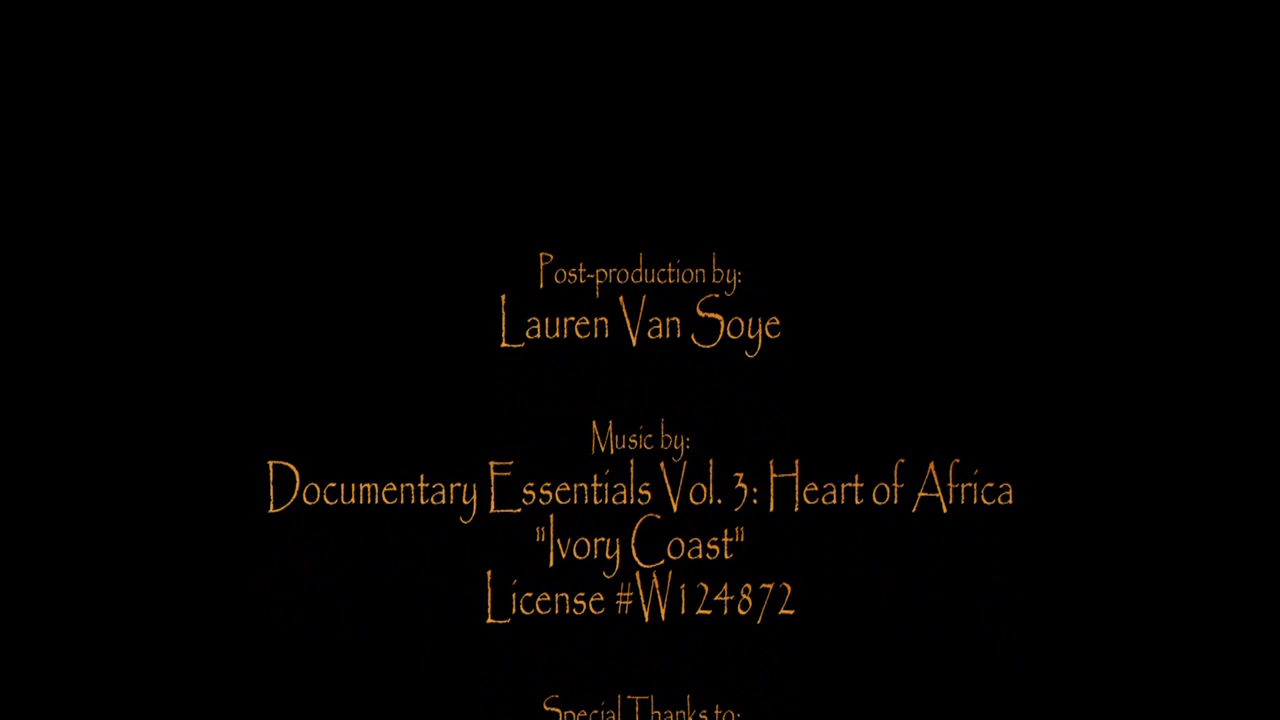 Post-production by:
Lauren Van Soye
Music by:
Documentary Essentials Vol. 3: Heart of Africa
"Ivory Coast"
License #W124872
Special Thanks to: